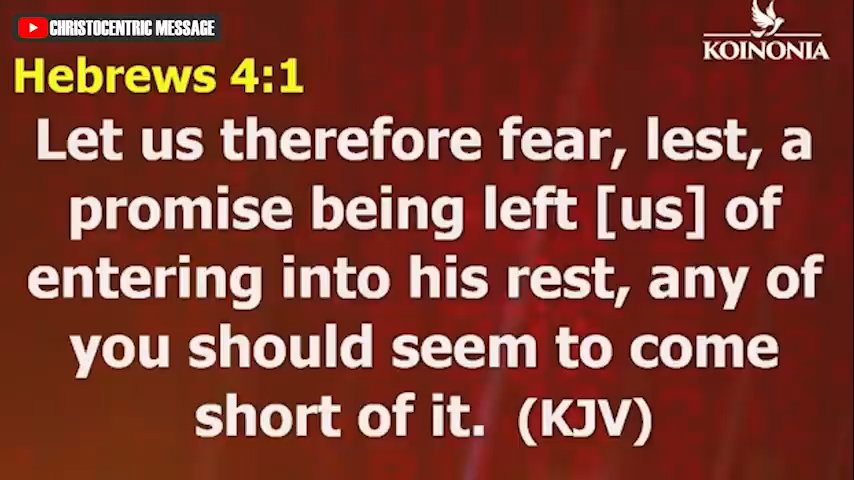 CHRISTOCENTRIC MESSAGE
KOINONIA
Hebrews 4:1
Let us therefore fear, lest, a
promise being left [us] of
entering into his rest, any of
you should seem to come
short of it. (KJV)